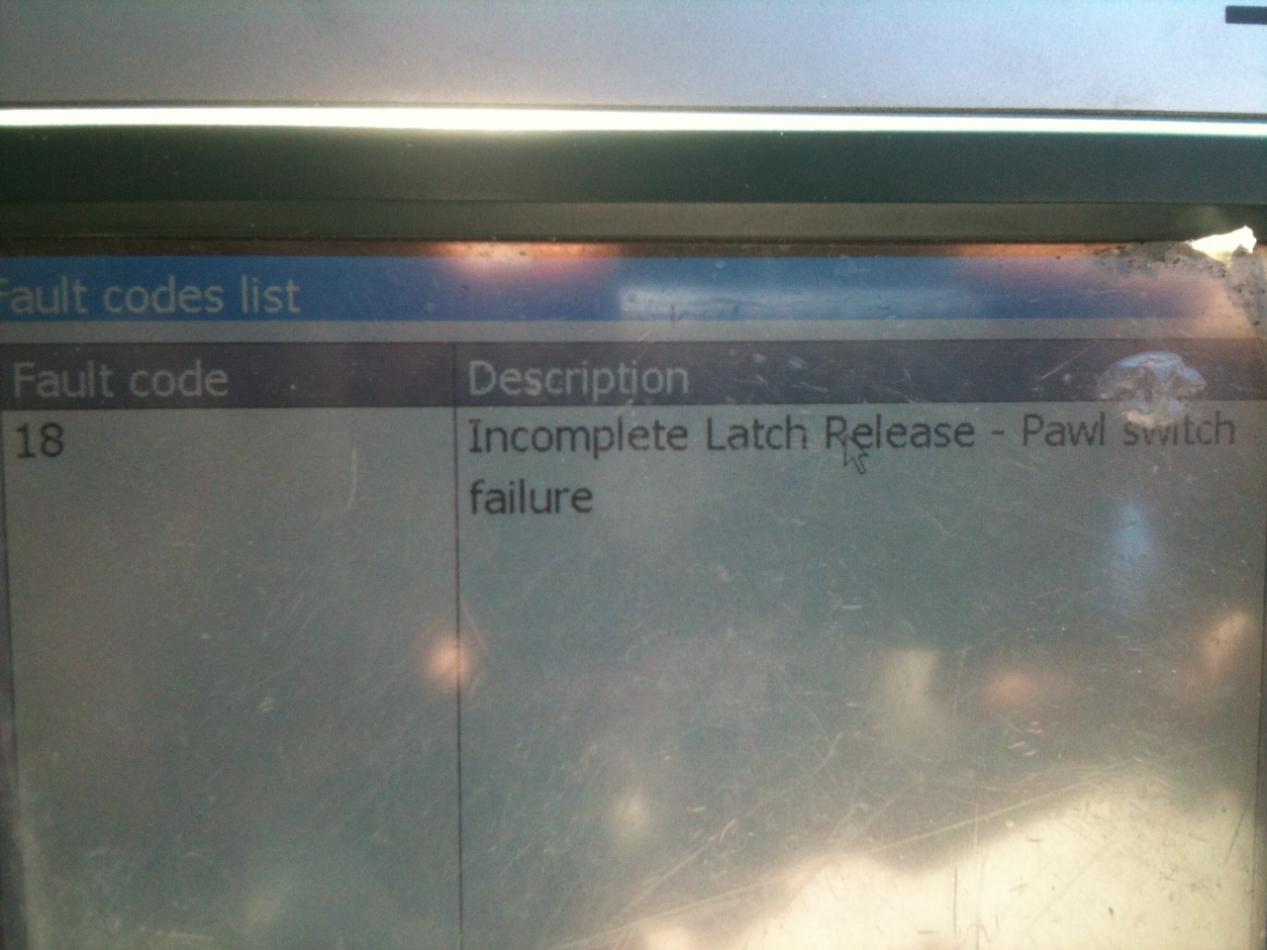 Fault codes list
Fault code Description
18 Incomplete Latch Release - Pawl switch
failure